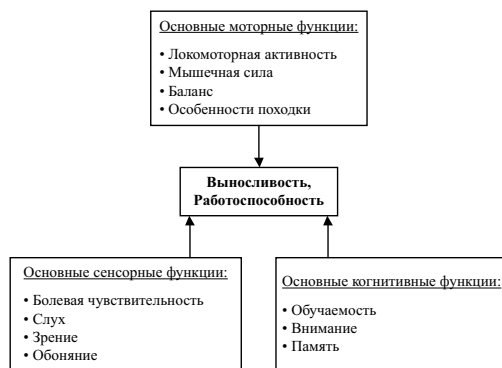 Основные моторные функции:
• Локомоторная активность
• Мышечная сила
• Баланс
• Особенности походки
Выносливость,
Работоспособность
Основные сенсорные функции:
• Болевая чувствительность
• Слух
• Зрение
• Обоняние
Основные когнитивные функции:
• Обучаемость
• Внимание
• Память